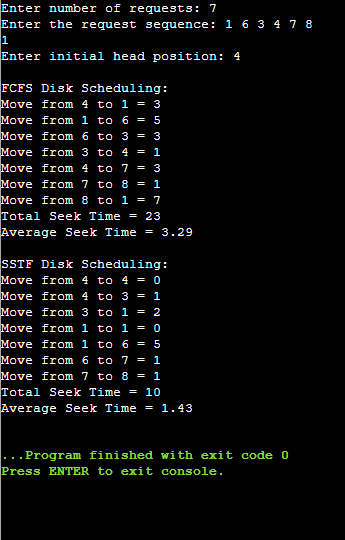 Enter number of requests: 7
Enter the request sequence: 1 6 3 4 7 8
1
Enter initial head position: 4
FCFS Disk Scheduling:
Move from 4 to 1 = 3
Move from 1 to 6 = 5
Move from 6 to 3 = 3
Move from 3 to 4 = 1
Move from 4 to 7 = 3
Move from 7 to 8 = 1
Move from 8 to 1 = 7
Total Seek Time = 23
Average Seek Time = 3.29
SSTF Disk Scheduling:
Move from 4 to 4 = 0
Move from 4 to 3 = 1
Move from 3 to 1 = 2
Move from 1 to 1 = 0
Move from 1 to 6 = 5
Move from 6 to 7 = 1
Move from 7 to 8 = 1
Total Seek Time = 10
Average Seek Time = 1.43
...Program finished with exit code 0
Press ENTER to exit console.